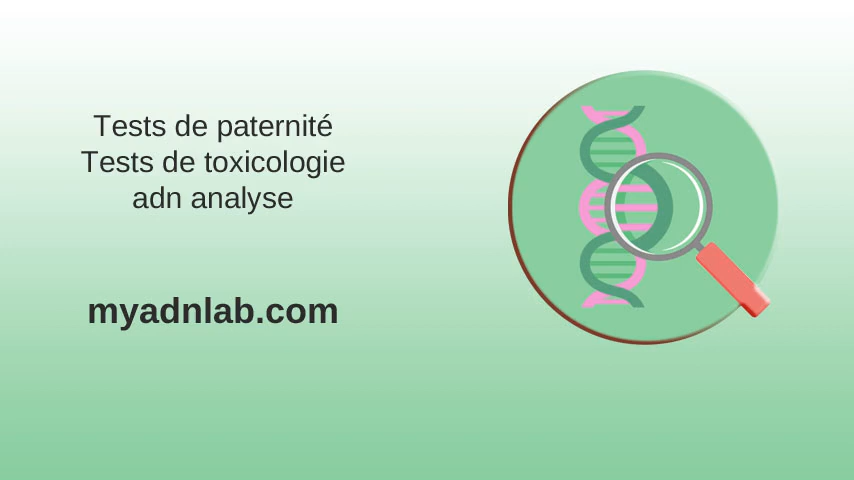 Tests de paternité
Tests de toxicologie
adn analyse
myadnlab.com